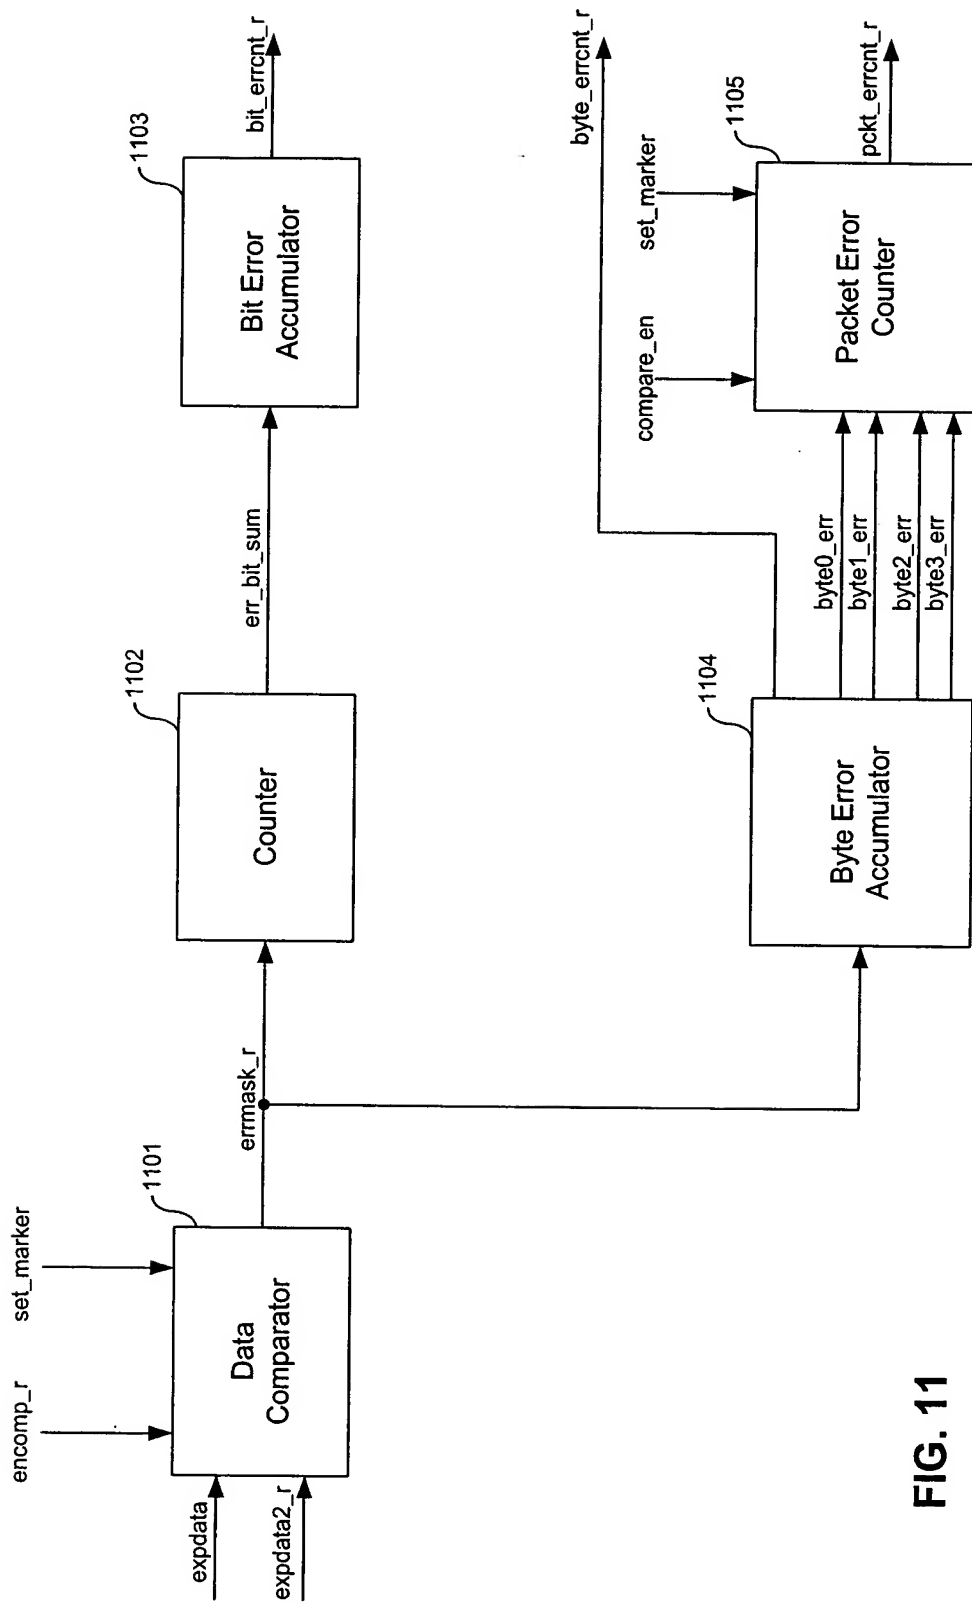 encomp_r
set_marker
expdata
expdata2_r
1101
Data
Comparator
errmask_r
1102
Counter
err_bit_sum
1103
Bit Error
Accumulator
bit_errcnt_r
1104
Byte Error
Accumulator
byte_errcnt_r
byte0_err
byte1_err
byte2_err
byte3_err
compare_en
set_marker
1105
Packet Error
Counter
pckt_errcnt_r
FIG. 11